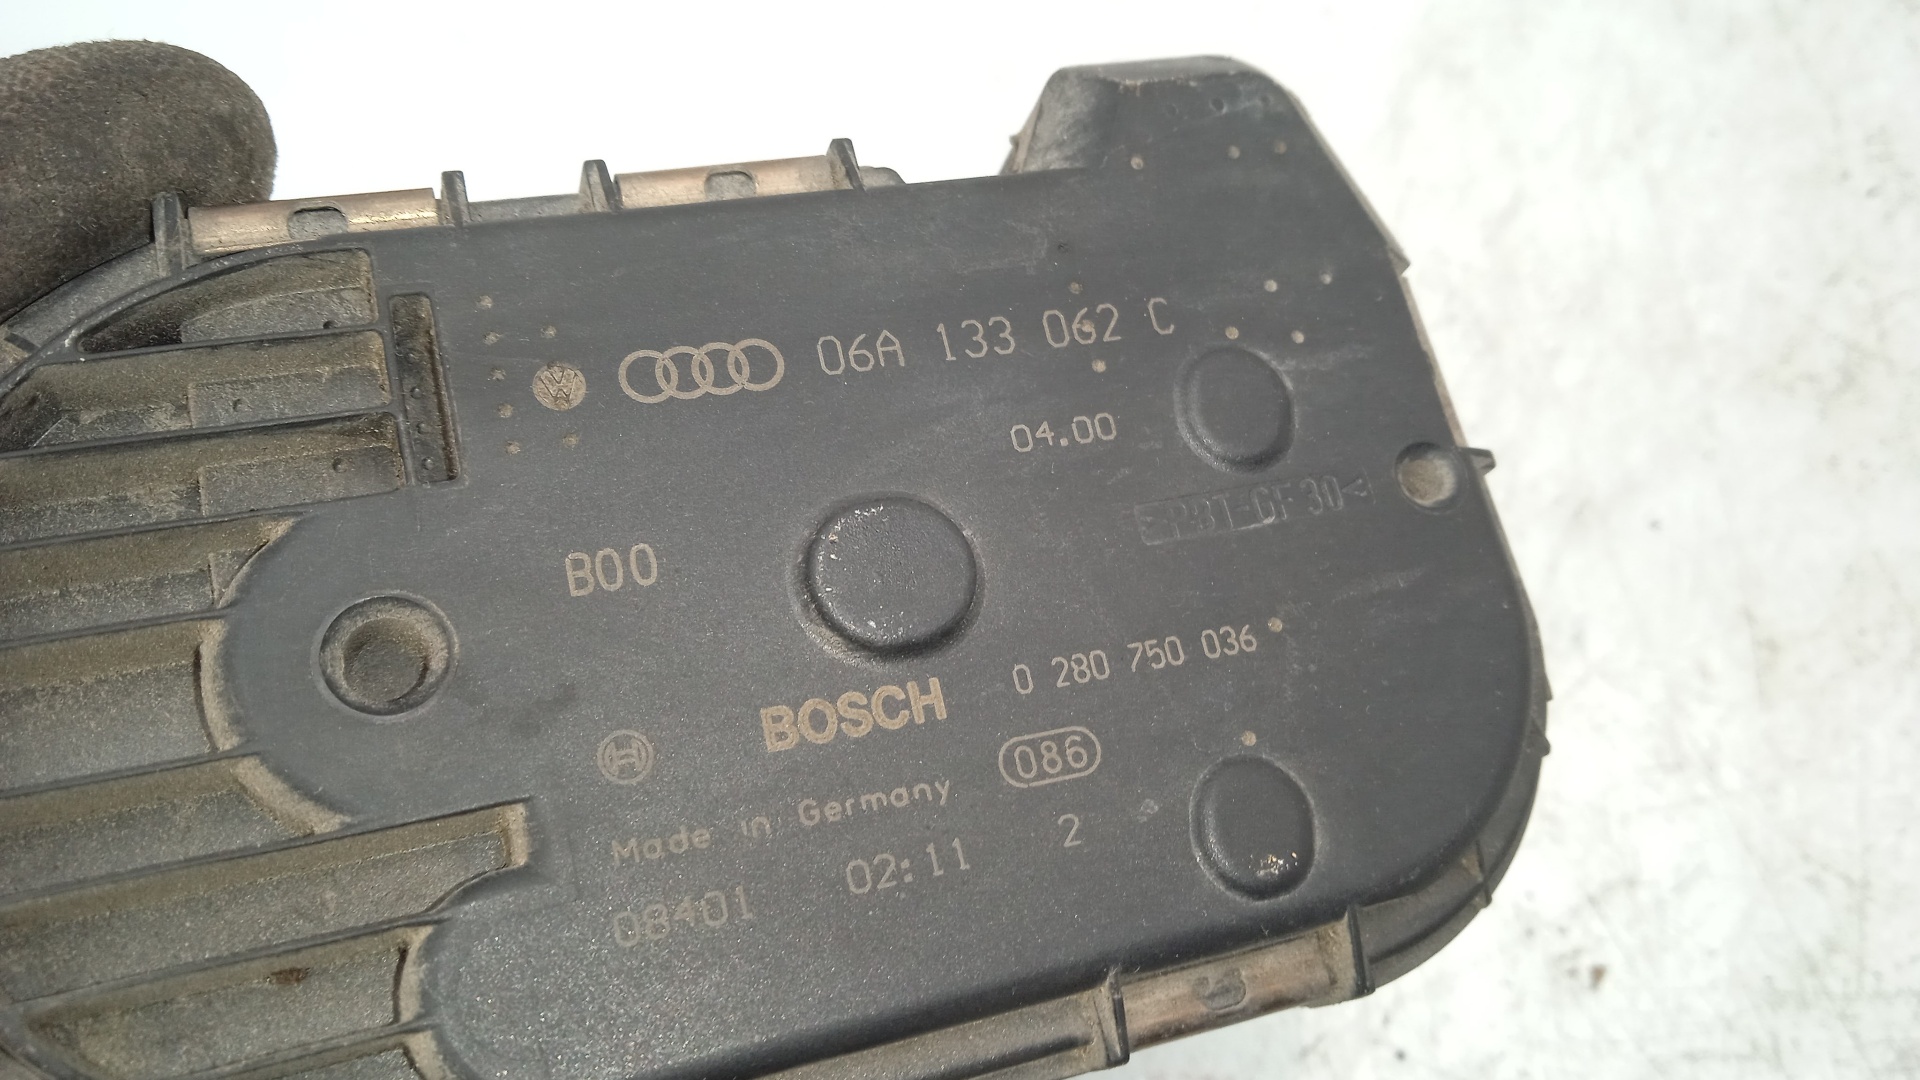 06A 133 062 C
04.00
>PBT-GF30<
B00
BOSCH 0 280 750 036
Made in Germany 086
08401 02:11 2